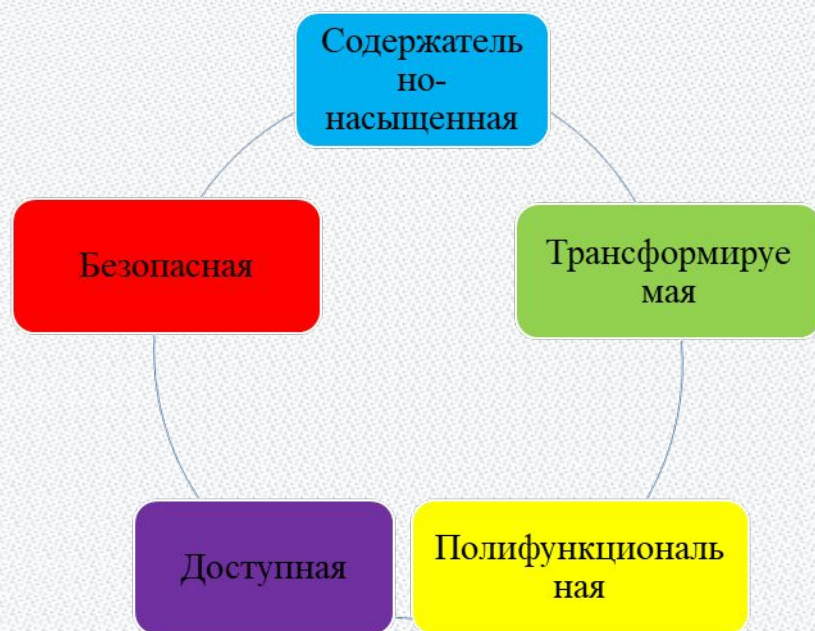 Содержатель
но-
насыщенная
Трансформируе
мая
Полифункциональ
ная
Доступная
Безопасная